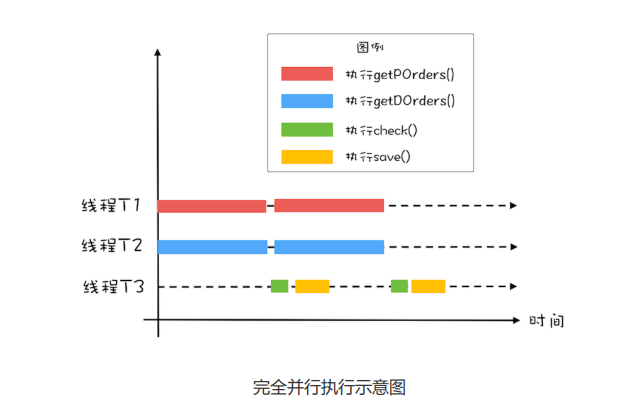 图例
执行getPOrders()
执行getDOrders()
执行check()
执行save()
线程T1
线程T2
线程T3
时间
完全并行执行示意图